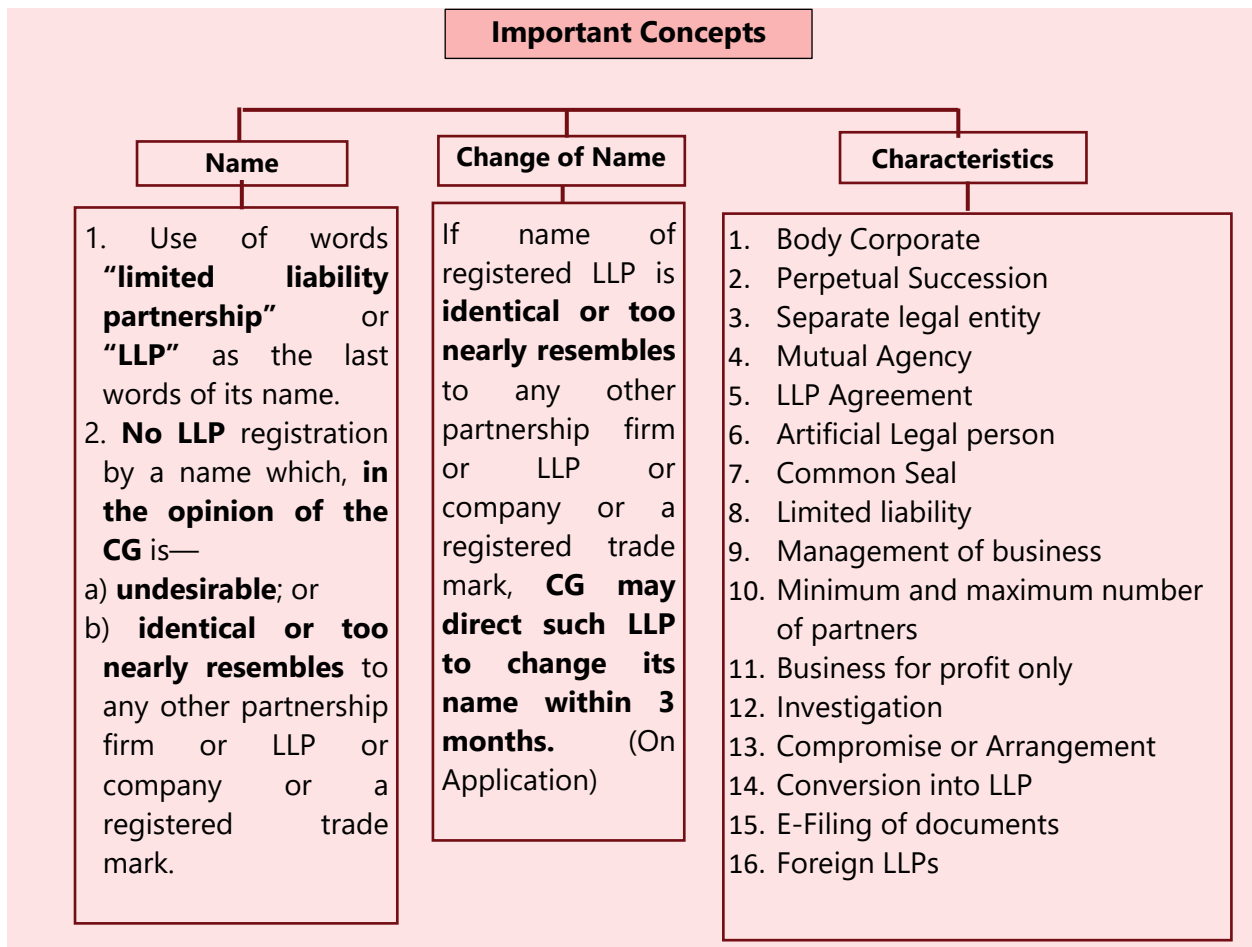 Important Concepts
Name
1. Use of words
“limited liability
partnership” or
“LLP” as the last
words of its name.
2. No LLP registration
by a name which, in
the opinion of the
CG is—
a) undesirable; or
b) identical or too
nearly resembles to
any other partnership
firm or LLP or
company or a
registered trade
mark.
Change of Name
If name of
registered LLP is
identical or too
nearly resembles
to any other
partnership firm
or LLP or
company or a
registered trade
mark, CG may
direct such LLP
to change its
name within 3
months. (On
Application)
Characteristics
1. Body Corporate
2. Perpetual Succession
3. Separate legal entity
4. Mutual Agency
5. LLP Agreement
6. Artificial Legal person
7. Common Seal
8. Limited liability
9. Management of business
10. Minimum and maximum number
of partners
11. Business for profit only
12. Investigation
13. Compromise or Arrangement
14. Conversion into LLP
15. E-Filing of documents
16. Foreign LLPs